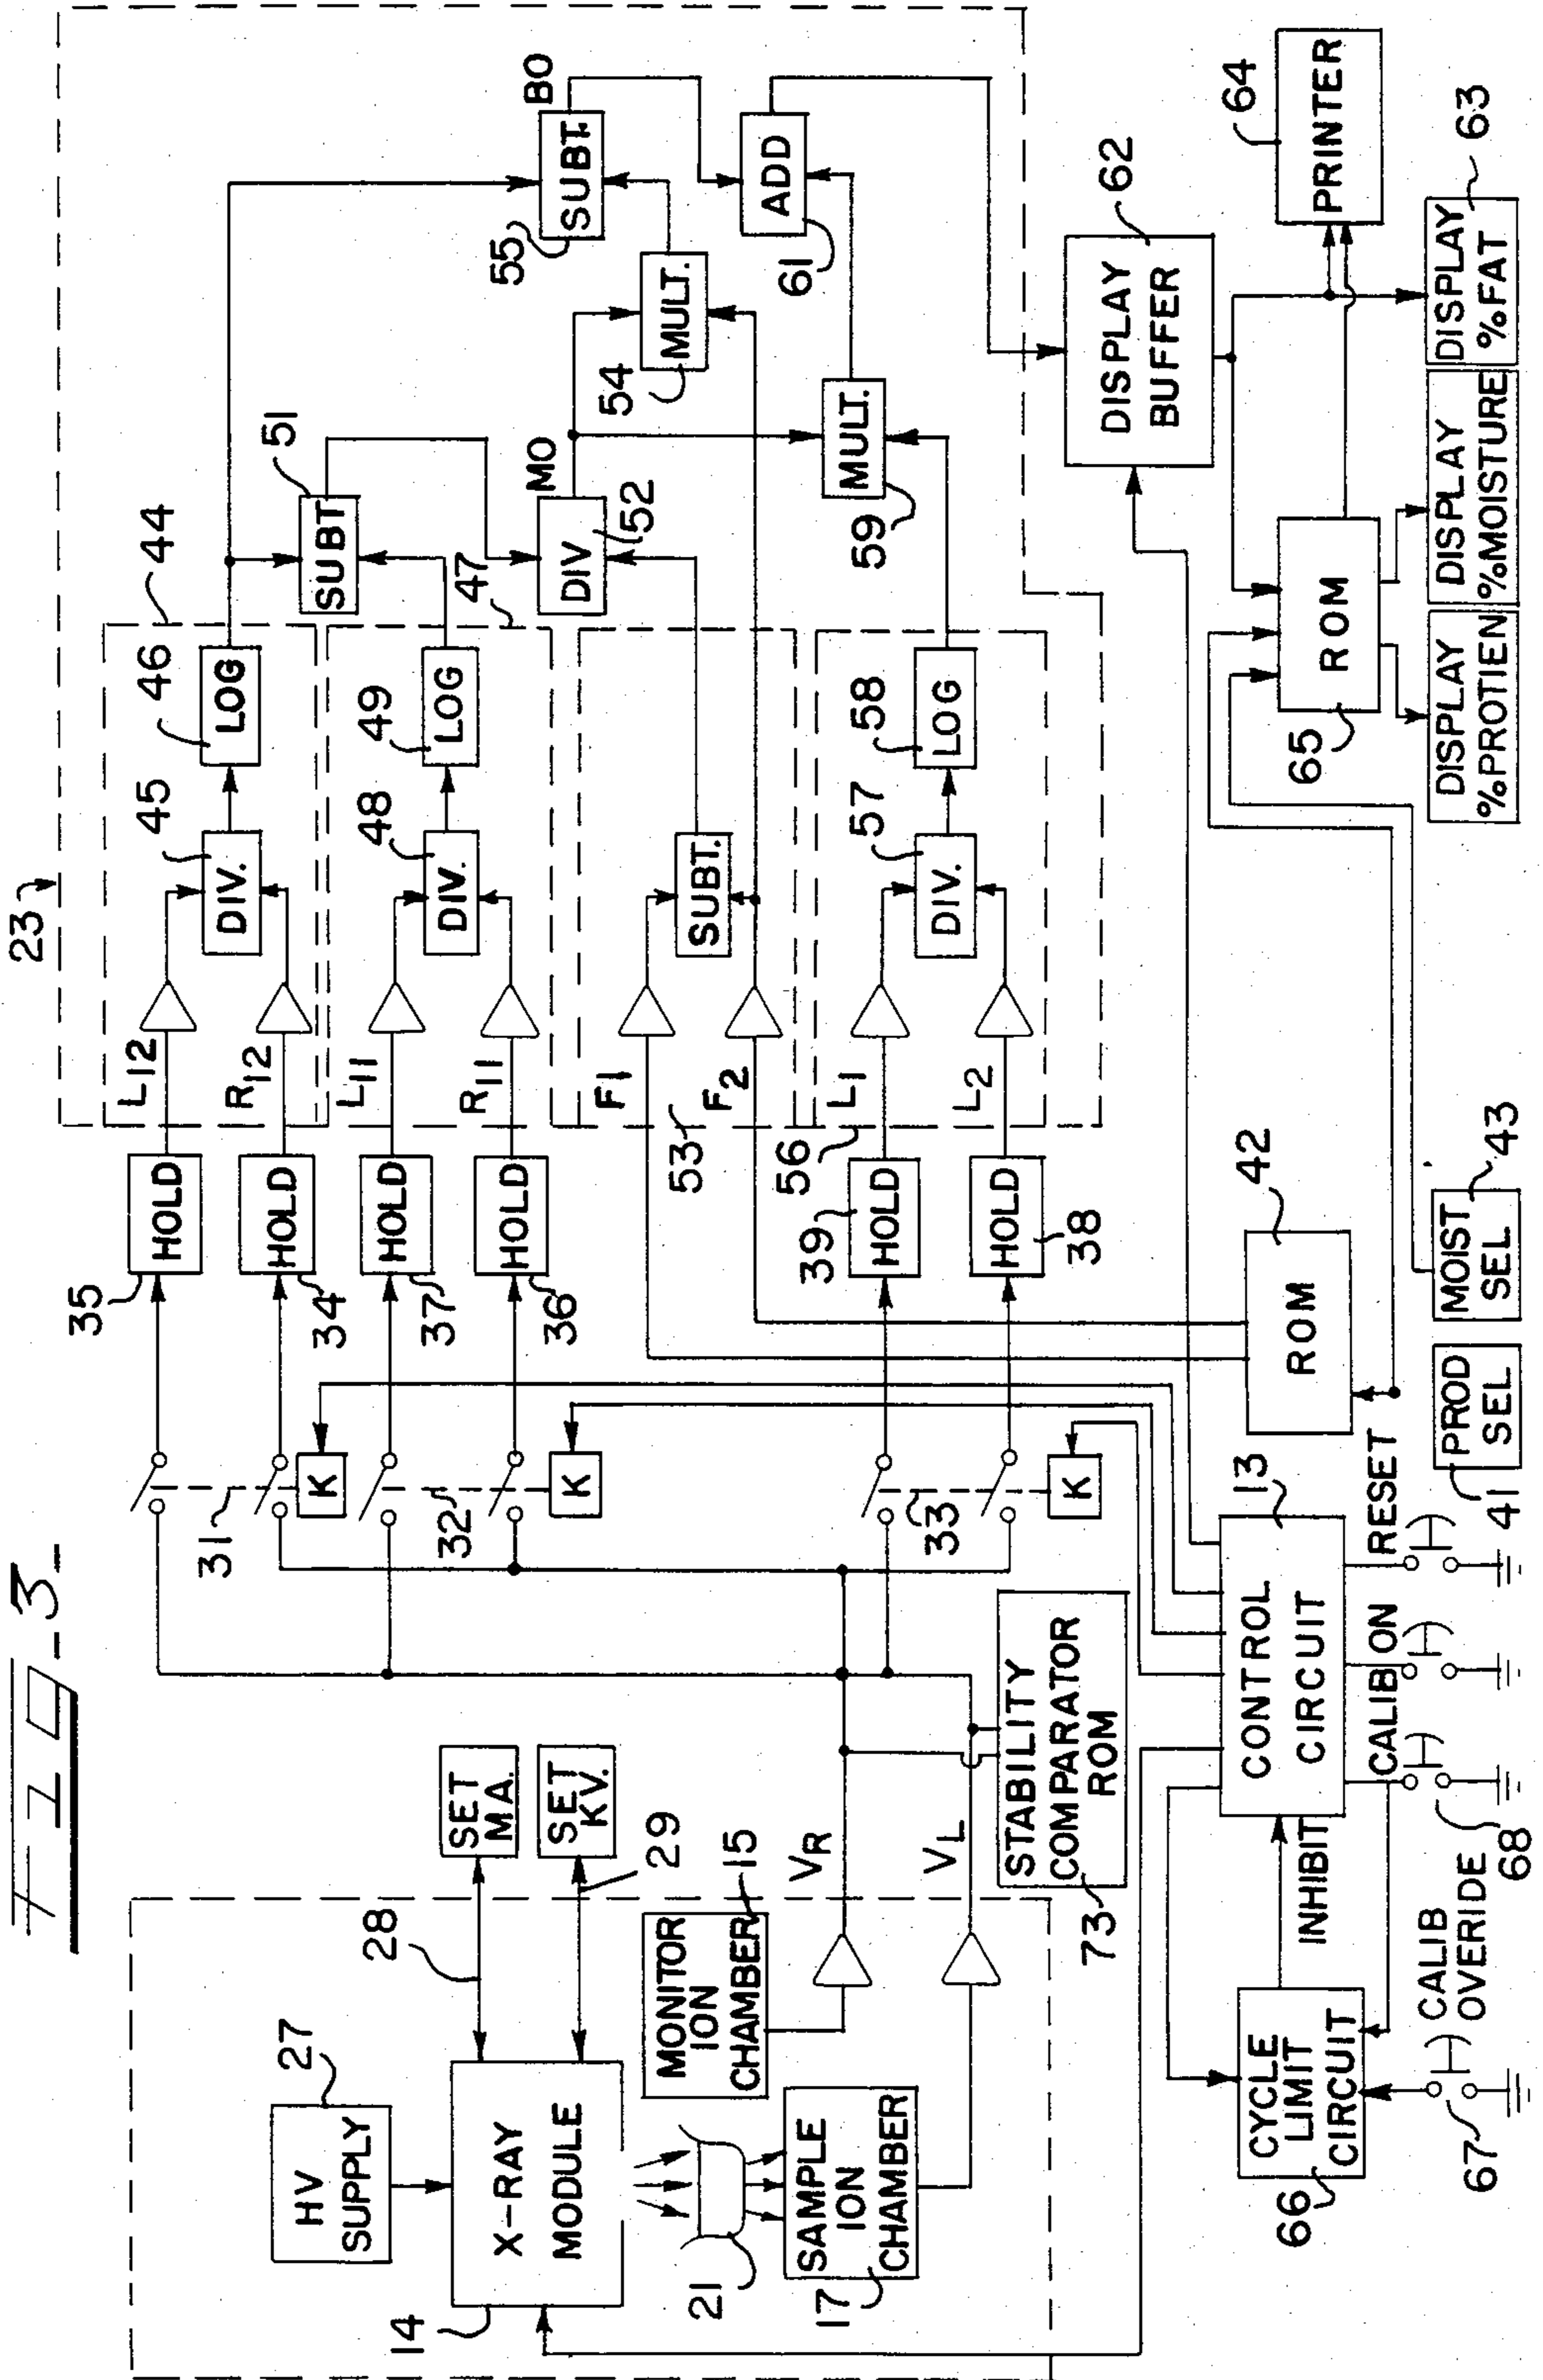 FIG-3-
23
HV
SUPPLY
27
X-RAY
MODULE
14
28
29
SET
MA.
SET
KV.
MONITOR
ION
CHAMBER
15
SAMPLE
ION
CHAMBER
17
21
VR
VL
STABILITY
COMPARATOR
ROM
73
31
K
32
K
33
K
35
HOLD
34
HOLD
37
HOLD
36
HOLD
39
HOLD
38
HOLD
L12
R12
L11
R11
F1
F2
L1
L2
53
56
44
45
DIV.
46
LOG
47
48
DIV.
49
LOG
SUBT.
57
DIV.
58
LOG
51
SUBT
MO
DIV
52
54
MULT.
55
SUBT.
BO
59
MULT.
61
ADD
DISPLAY
BUFFER
62
64
PRINTER
ROM
65
DISPLAY
%FAT
63
DISPLAY
%MOISTURE
DISPLAY
%PROTIEN
ROM
42
MOIST
SEL
43
PROD
SEL
41
CONTROL
CIRCUIT
13
RESET
CALIB ON
68
INHIBIT
CYCLE
LIMIT
CIRCUIT
66
CALIB
OVERIDE
67